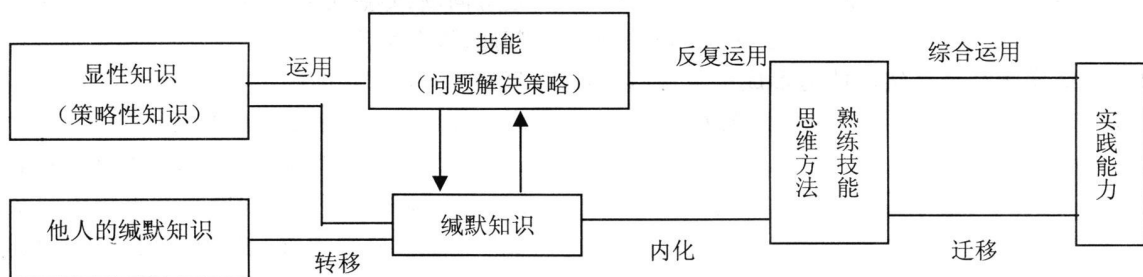 技能
（问题解决策略）
显性知识
（策略性知识）
运用
反复运用
综合运用
熟练技能
思维方法
实践能力
他人的缄默知识
缄默知识
转移
内化
迁移